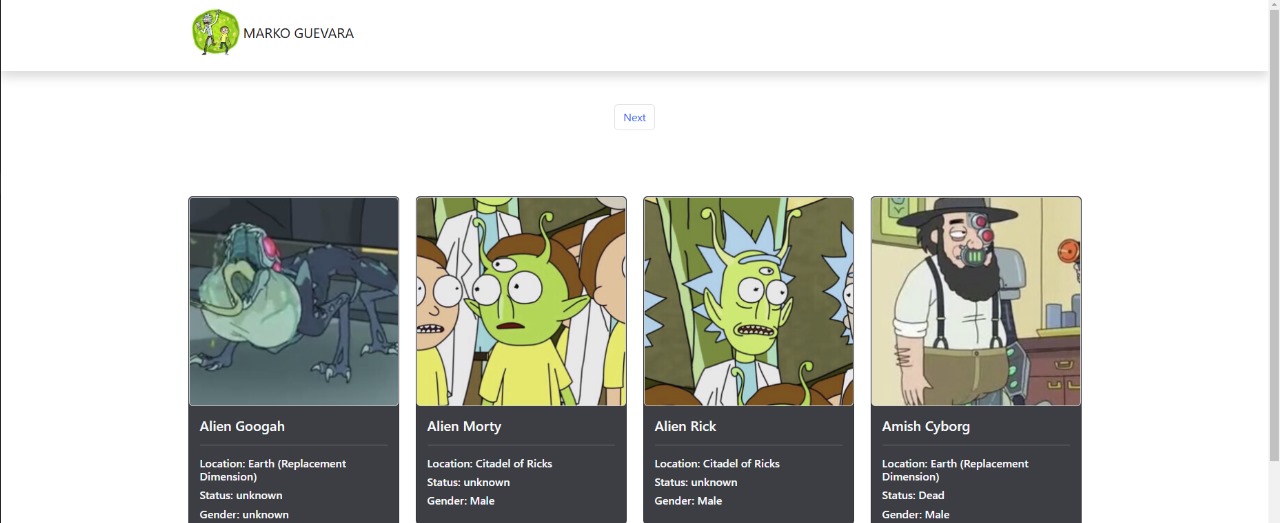 MARKO GUEVARA
Next
Alien Googah
Location: Earth (Replacement
Dimension)
Status: unknown
Gender: unknown
Alien Morty
Location: Citadel of Ricks
Status: unknown
Gender: Male
Alien Rick
Location: Citadel of Ricks
Status: unknown
Gender: Male
Amish Cyborg
Location: Earth (Replacement
Dimension)
Status: Dead
Gender: Male